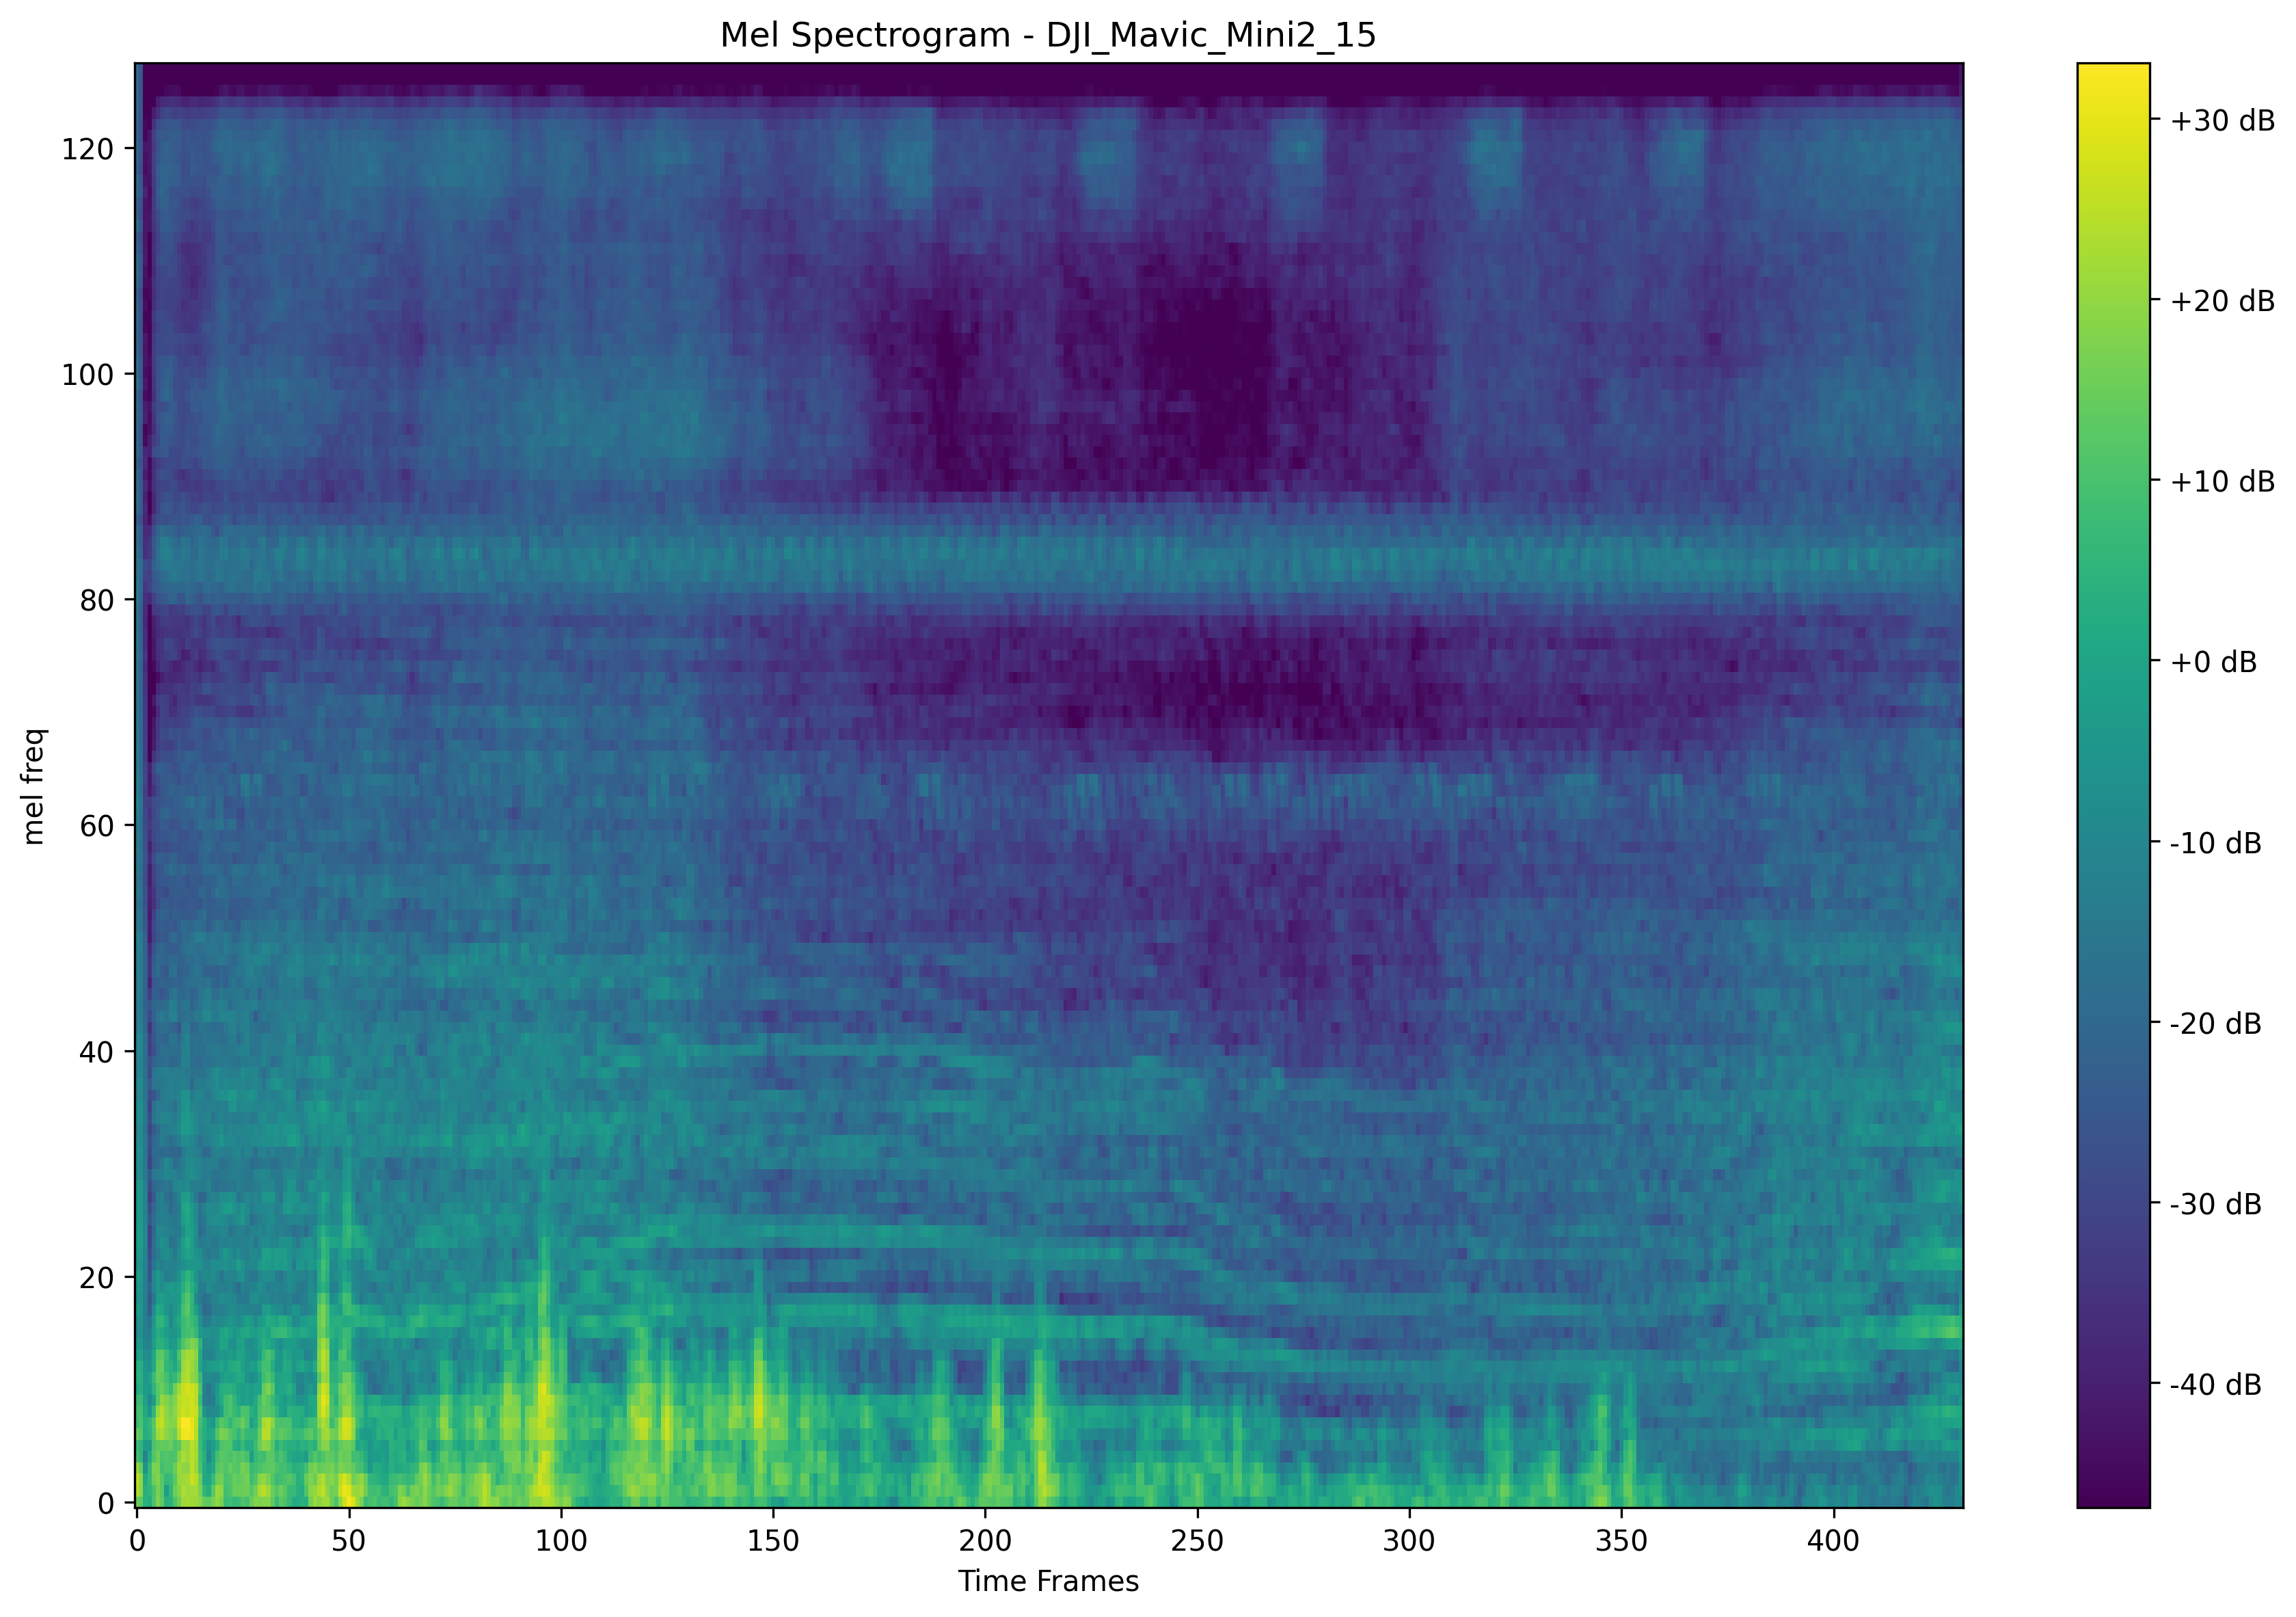 Mel Spectrogram - DJI_Mavic_Mini2_15
mel freq
120
100
80
60
40
20
0
0 50 100 150 200 250 300 350 400
Time Frames
+30 dB
+20 dB
+10 dB
+0 dB
-10 dB
-20 dB
-30 dB
-40 dB